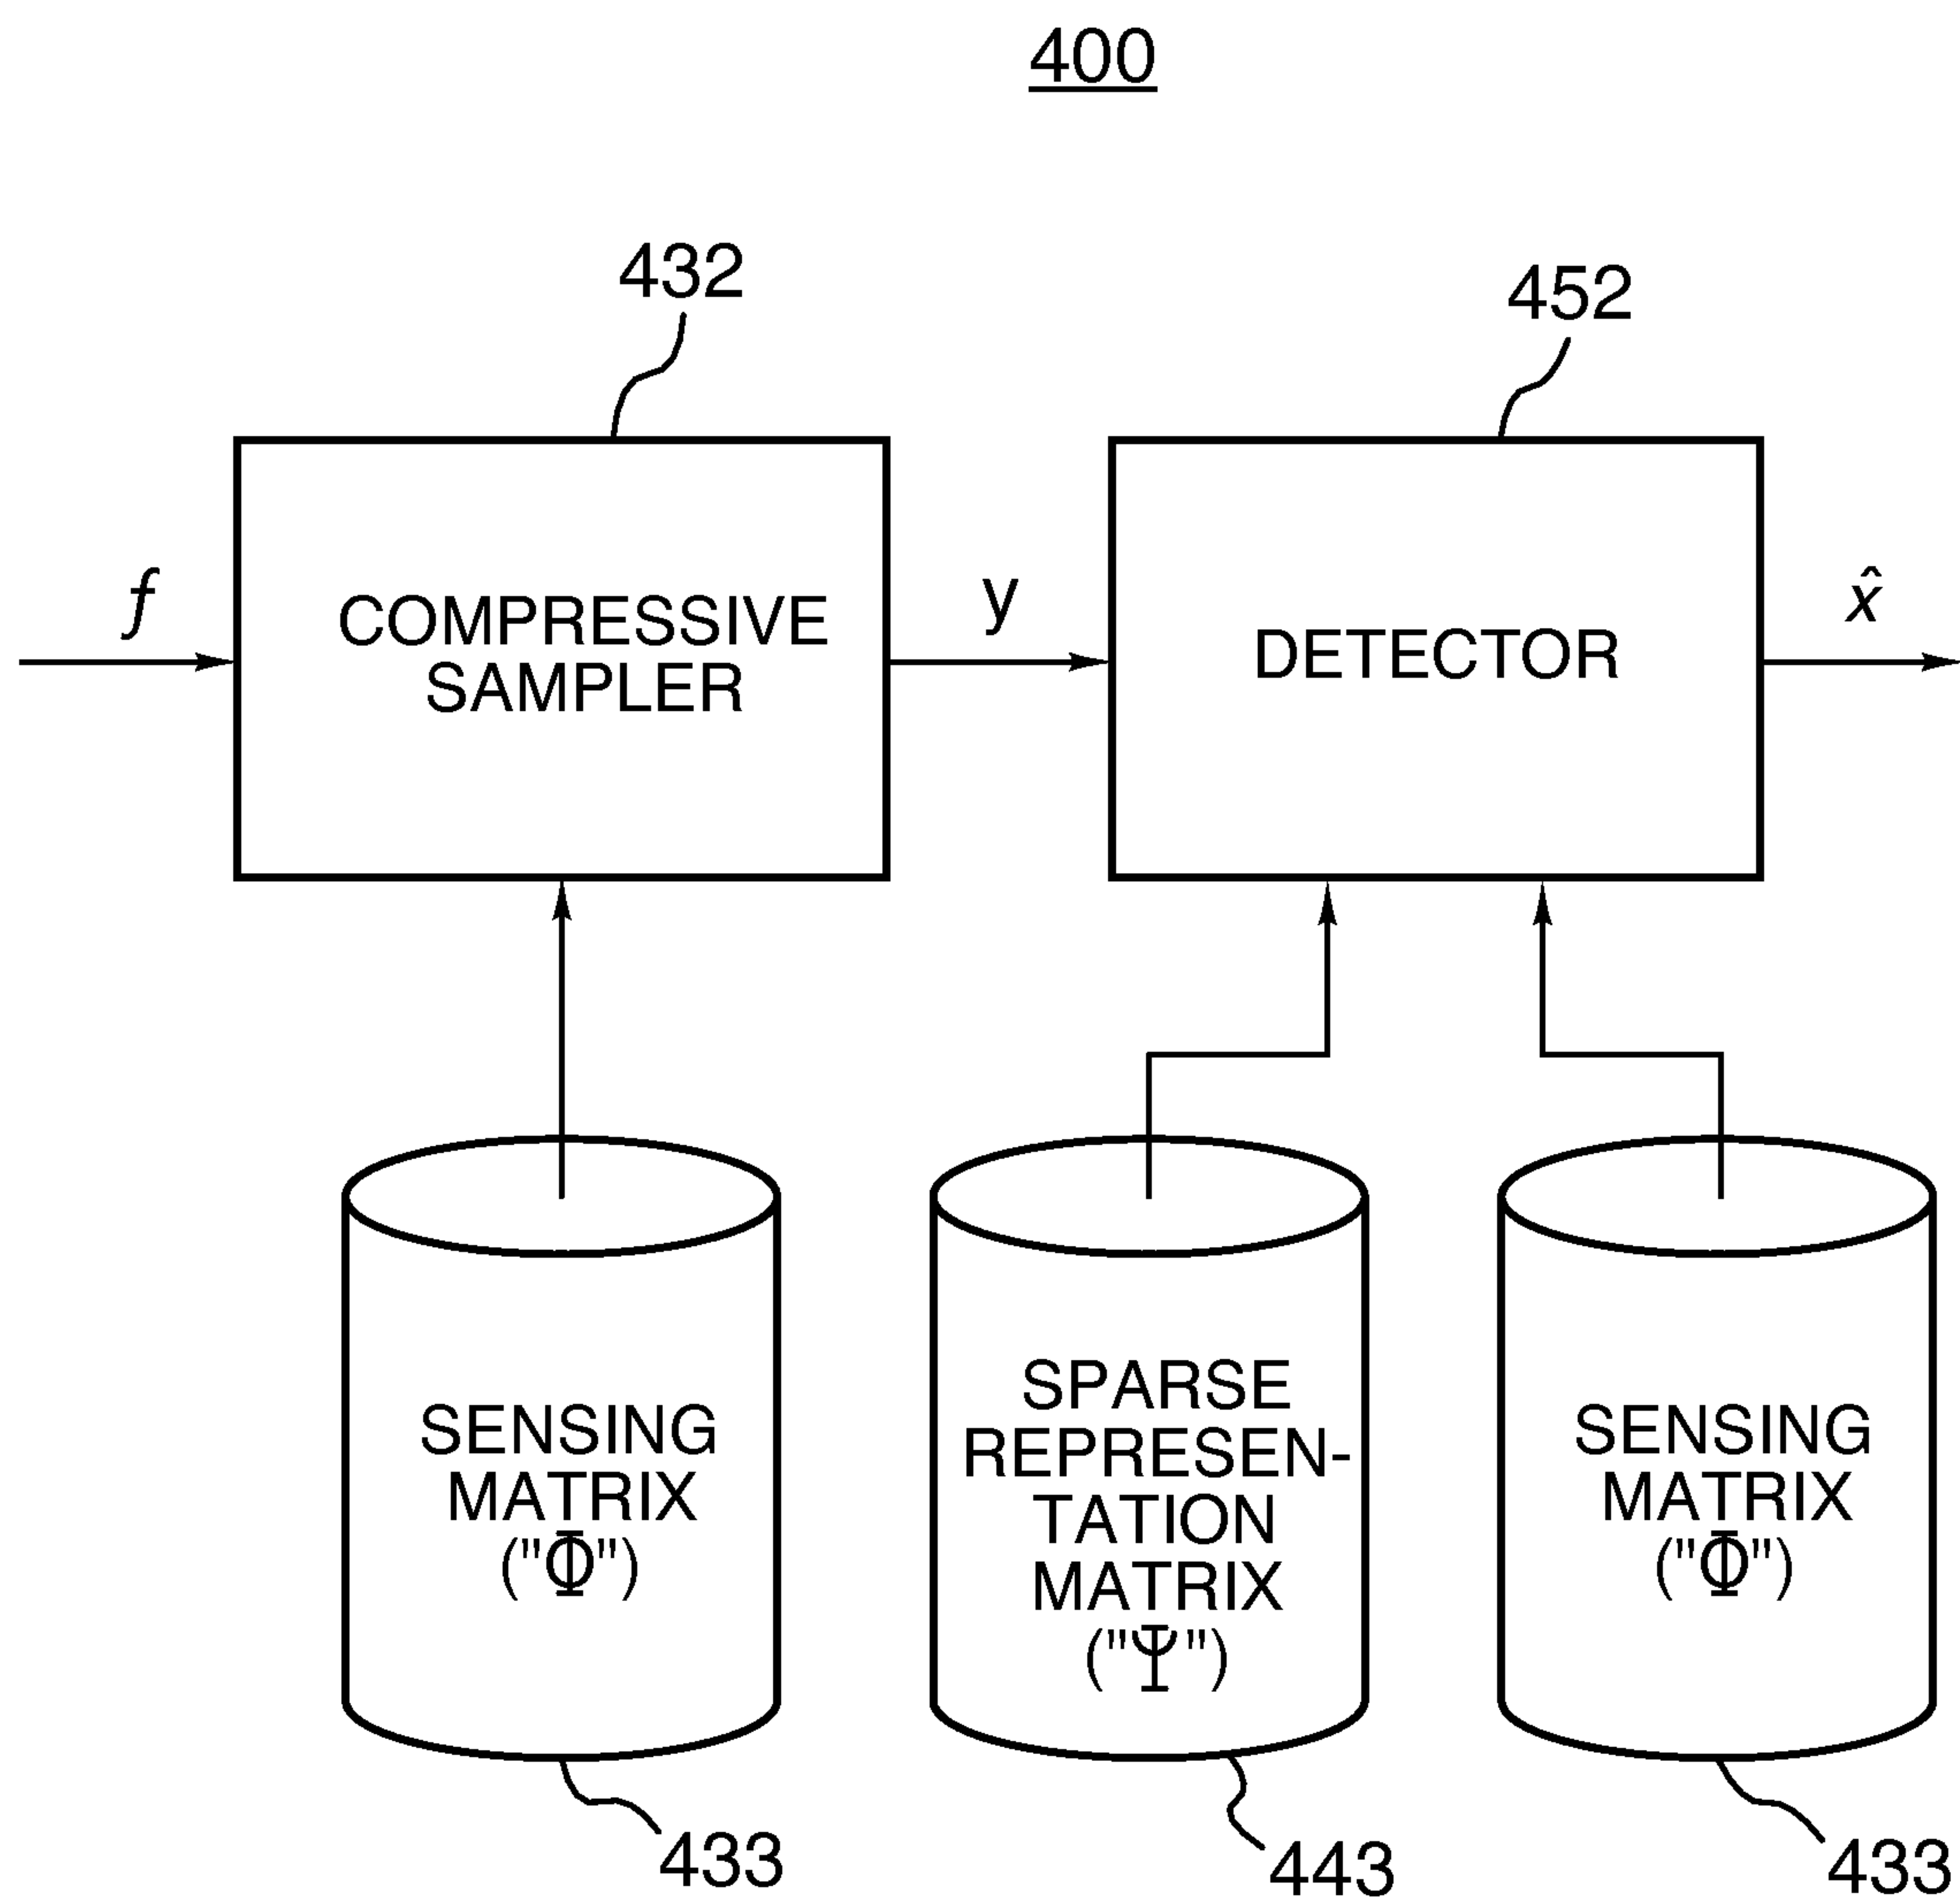 400
432
452
f
COMPRESSIVE
SAMPLER
y
DETECTOR
x̂
SENSING
MATRIX
("Φ")
SPARSE
REPRESEN-
TATION
MATRIX
("Ψ")
SENSING
MATRIX
("Φ")
433
443
433